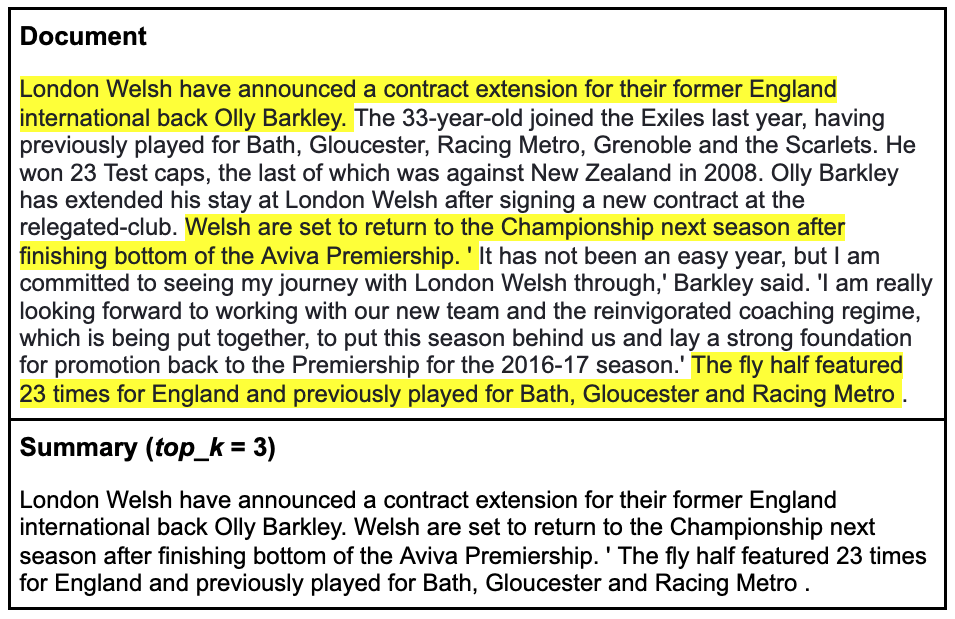 Document
London Welsh have announced a contract extension for their former England
international back Olly Barkley. The 33-year-old joined the Exiles last year, having
previously played for Bath, Gloucester, Racing Metro, Grenoble and the Scarlets. He
won 23 Test caps, the last of which was against New Zealand in 2008. Olly Barkley
has extended his stay at London Welsh after signing a new contract at the
relegated-club. Welsh are set to return to the Championship next season after
finishing bottom of the Aviva Premiership. ' It has not been an easy year, but I am
committed to seeing my journey with London Welsh through,' Barkley said. 'I am really
looking forward to working with our new team and the reinvigorated coaching regime,
which is being put together, to put this season behind us and lay a strong foundation
for promotion back to the Premiership for the 2016-17 season.' The fly half featured
23 times for England and previously played for Bath, Gloucester and Racing Metro .
Summary (top_k = 3)
London Welsh have announced a contract extension for their former England
international back Olly Barkley. Welsh are set to return to the Championship next
season after finishing bottom of the Aviva Premiership. ' The fly half featured 23 times
for England and previously played for Bath, Gloucester and Racing Metro .